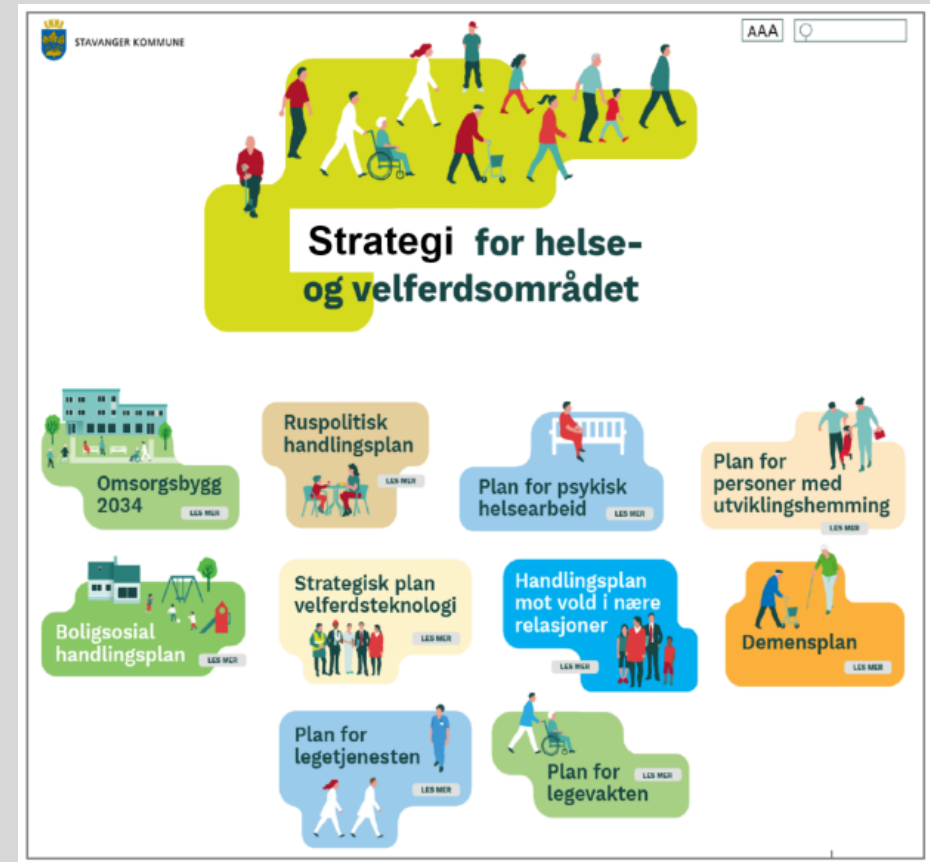 STAVANGER KOMMUNE
AAA
Strategi for helse-
og velferdsområdet
Omsorgsbygg
2034
LES MER
Ruspolitisk
handlingsplan
LES MER
Plan for psykisk
helsearbeid
LES MER
Plan for
personer med
utviklingshemming
LES MER
Boligsosial
handlingsplan
LES MER
Strategisk plan
velferdsteknologi
LES MER
Handlingsplan
mot vold i nære
relasjoner
LES MER
Demensplan
LES MER
Plan for
legetjenesten
LES MER
Plan for
legevakten
LES MER